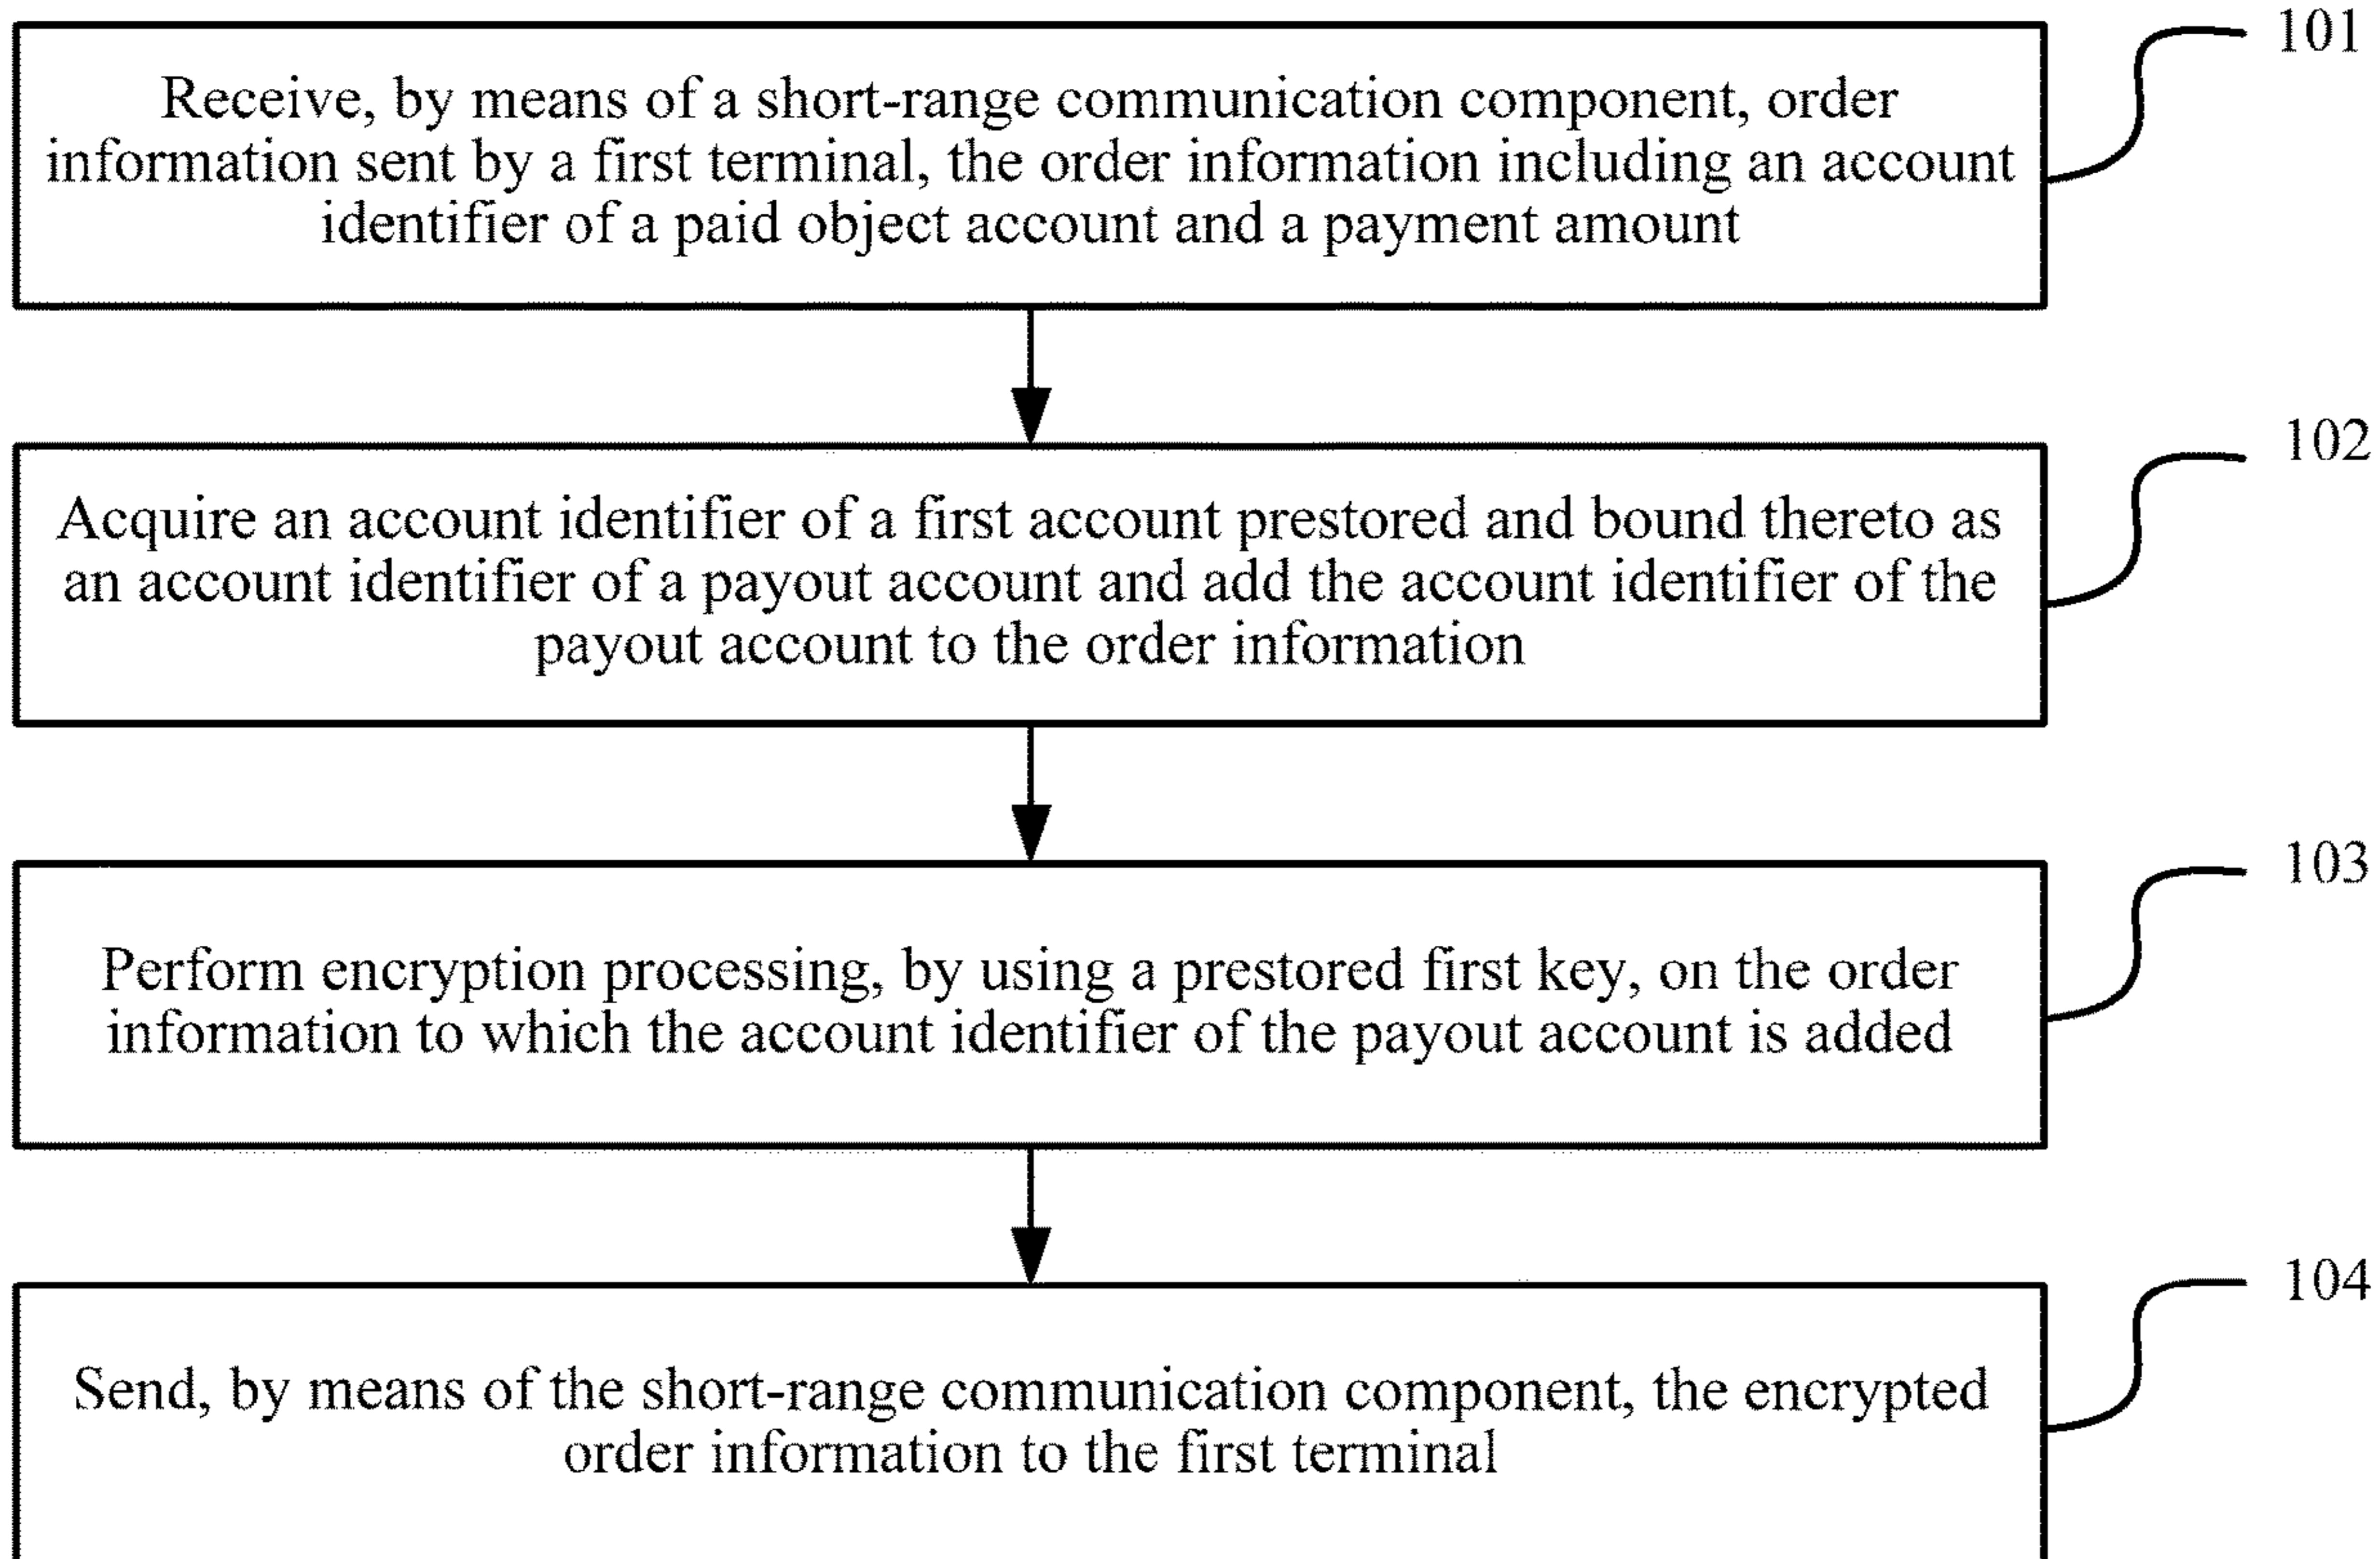 101
Receive, by means of a short-range communication component, order
information sent by a first terminal, the order information including an account
identifier of a paid object account and a payment amount
102
Acquire an account identifier of a first account prestored and bound thereto as
an account identifier of a payout account and add the account identifier of the
payout account to the order information
103
Perform encryption processing, by using a prestored first key, on the order
information to which the account identifier of the payout account is added
104
Send, by means of the short-range communication component, the encrypted
order information to the first terminal